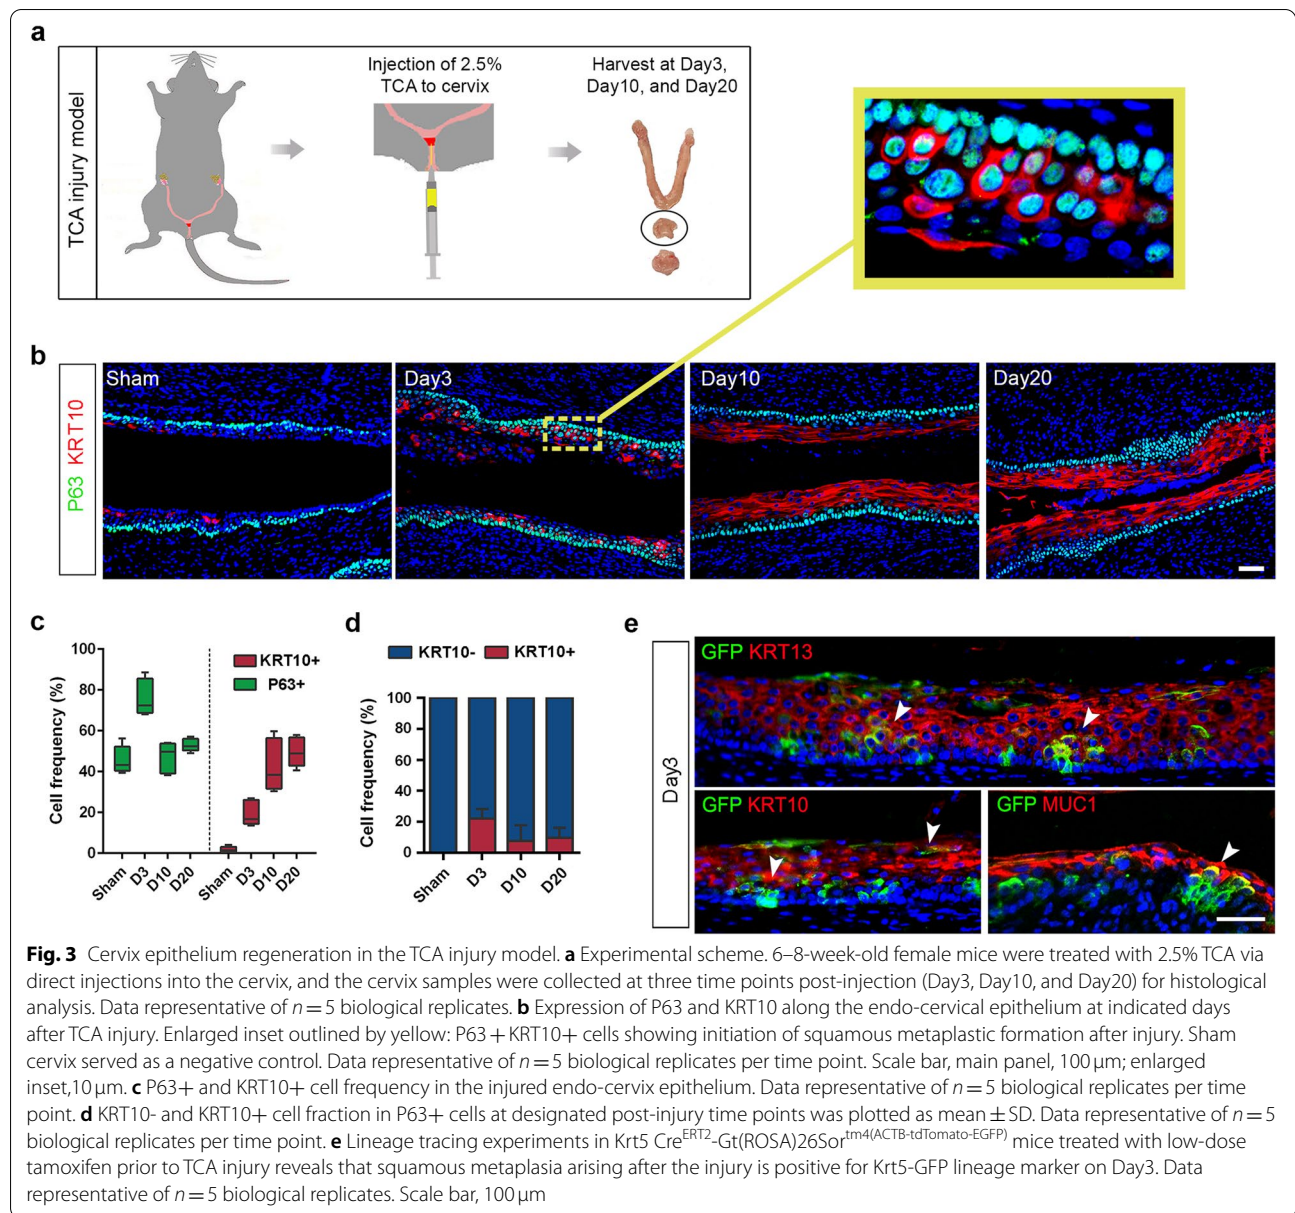 a
TCA injury model
Injection of 2.5%
TCA to cervix
Harvest at Day3,
Day10, and Day20
b
P63 KRT10
Sham
Day3
Day10
Day20
c
Cell frequency (%)
100
80
60
40
20
0
KRT10+
P63+
Sham
D3
D10
D20
Sham
D3
D10
D20
d
KRT10- KRT10+
Cell frequency (%)
100
80
60
40
20
0
Sham
D3
D10
D20
e
Day3
GFP KRT13
GFP KRT10
GFP MUC1
Fig. 3 Cervix epithelium regeneration in the TCA injury model. a Experimental scheme. 6–8-week-old female mice were treated with 2.5% TCA via
direct injections into the cervix, and the cervix samples were collected at three time points post-injection (Day3, Day10, and Day20) for histological
analysis. Data representative of n = 5 biological replicates. b Expression of P63 and KRT10 along the endo-cervical epithelium at indicated days
after TCA injury. Enlarged inset outlined by yellow: P63 + KRT10+ cells showing initiation of squamous metaplastic formation after injury. Sham
cervix served as a negative control. Data representative of n = 5 biological replicates per time point. Scale bar, main panel, 100 μm; enlarged
inset,10 μm. c P63+ and KRT10+ cell frequency in the injured endo-cervix epithelium. Data representative of n = 5 biological replicates per time
point. d KRT10- and KRT10+ cell fraction in P63+ cells at designated post-injury time points was plotted as mean ± SD. Data representative of n = 5
biological replicates per time point. e Lineage tracing experiments in Krt5 Cre^ERT2-Gt(ROSA)26Sor^tm4(ACTB-tdTomato-EGFP) mice treated with low-dose
tamoxifen prior to TCA injury reveals that squamous metaplasia arising after the injury is positive for Krt5-GFP lineage marker on Day3. Data
representative of n = 5 biological replicates. Scale bar, 100 μm